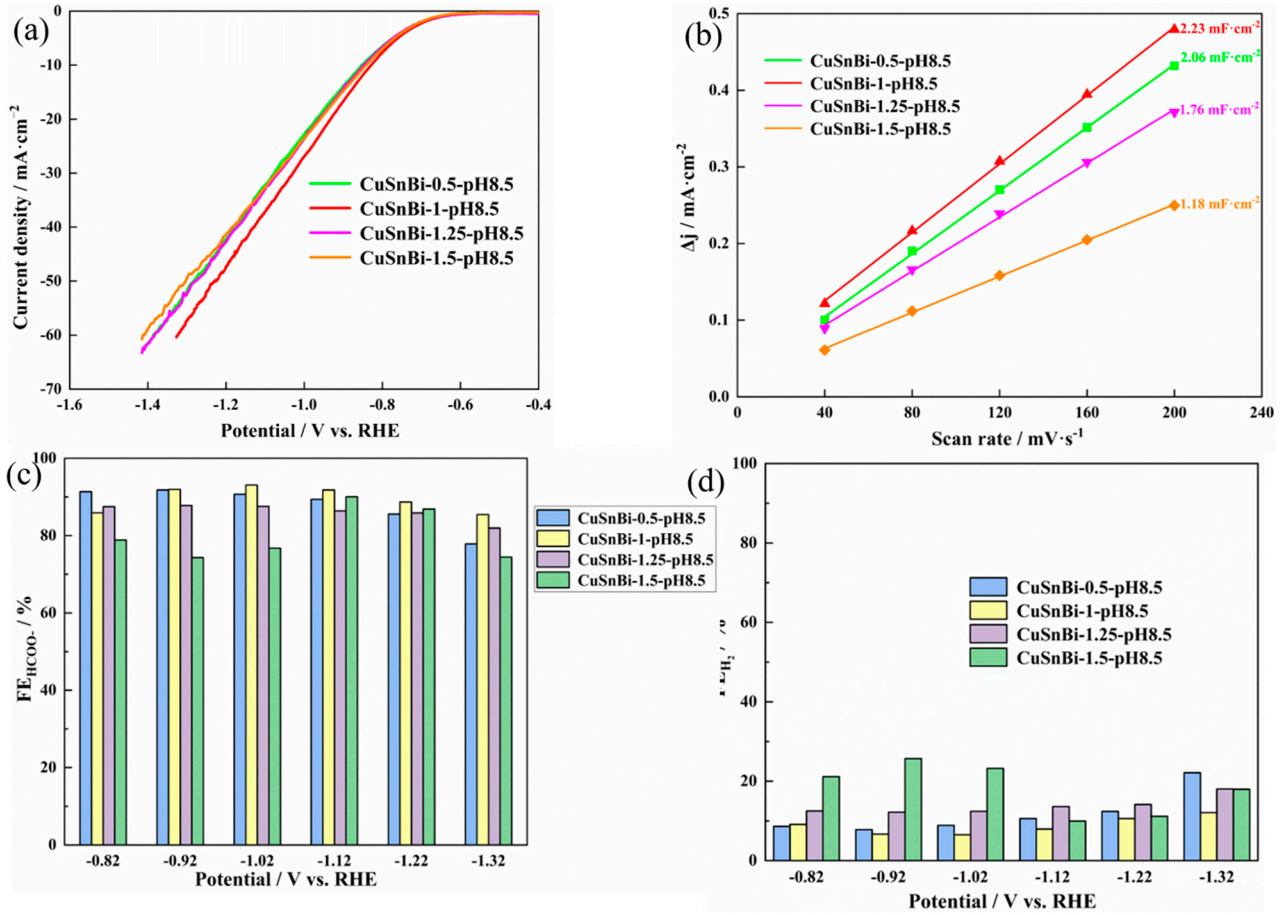 (a)
0
-10
-20
-30
-40
-50
-60
-70
Current density / mA·cm⁻²
CuSnBi-0.5-pH8.5
CuSnBi-1-pH8.5
CuSnBi-1.25-pH8.5
CuSnBi-1.5-pH8.5
-1.6 -1.4 -1.2 -1.0 -0.8 -0.6 -0.4
Potential / V vs. RHE
(b)
0.5
0.4
0.3
0.2
0.1
0.0
Δj / mA·cm⁻²
CuSnBi-0.5-pH8.5
CuSnBi-1-pH8.5
CuSnBi-1.25-pH8.5
CuSnBi-1.5-pH8.5
2.23 mF·cm⁻²
2.06 mF·cm⁻²
1.76 mF·cm⁻²
1.18 mF·cm⁻²
0 40 80 120 160 200 240
Scan rate / mV·s⁻¹
(c)
100
80
60
40
20
0
FE_HCOO- / %
CuSnBi-0.5-pH8.5
CuSnBi-1-pH8.5
CuSnBi-1.25-pH8.5
CuSnBi-1.5-pH8.5
-0.82 -0.92 -1.02 -1.12 -1.22 -1.32
Potential / V vs. RHE
(d)
100
80
60
40
20
0
CuSnBi-0.5-pH8.5
CuSnBi-1-pH8.5
CuSnBi-1.25-pH8.5
CuSnBi-1.5-pH8.5
-0.82 -0.92 -1.02 -1.12 -1.22 -1.32
Potential / V vs. RHE